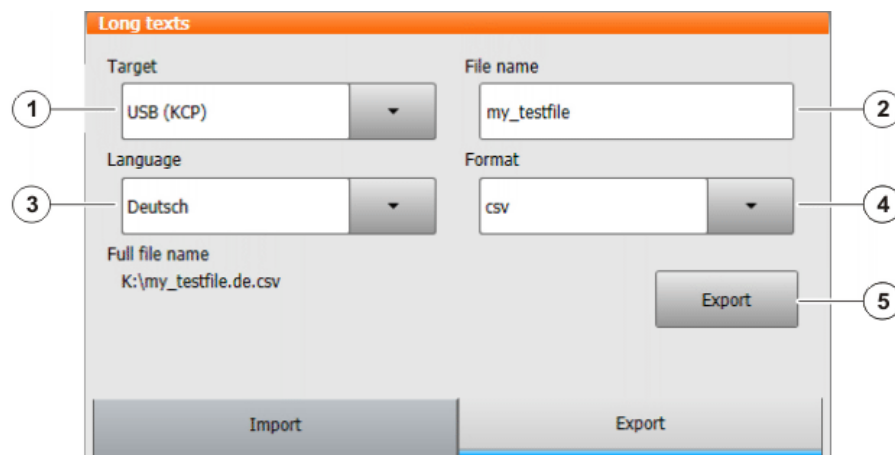 Long texts
Target
File name
1
USB (KCP)
my_testfile
2
Language
Format
3
Deutsch
csv
4
Full file name
K:\my_testfile.de.csv
Export
5
Import
Export